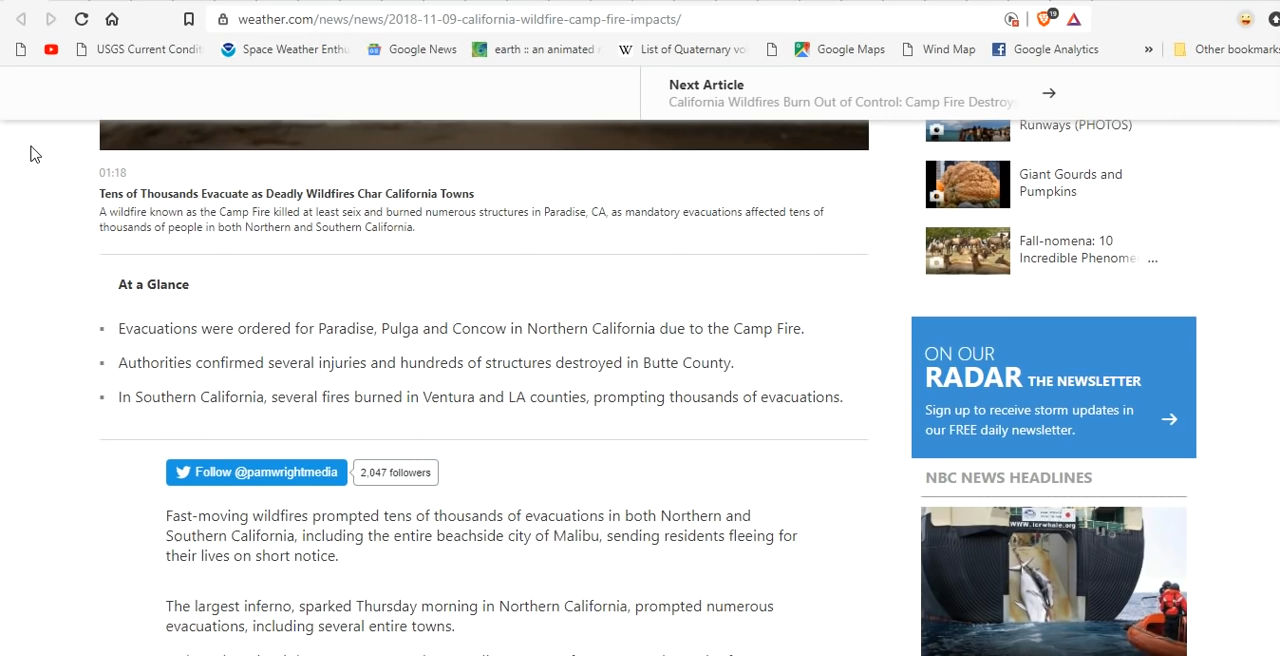 weather.com/news/news/2018-11-09-california-wildfire-camp-fire-impacts/
19
USGS Current Condit
Space Weather Enthu
Google News
earth :: an animated
W
List of Quaternary vo
Google Maps
Wind Map
Google Analytics
»
Other bookmarks
Next Article
California Wildfires Burn Out of Control: Camp Fire Destroys
Runways (PHOTOS)
01:18
Tens of Thousands Evacuate as Deadly Wildfires Char California Towns
A wildfire known as the Camp Fire killed at least seix and burned numerous structures in Paradise, CA, as mandatory evacuations affected tens of
thousands of people in both Northern and Southern California.
Giant Gourds and
Pumpkins
Fall-nomena: 10
Incredible Phenome ...
At a Glance
▪ Evacuations were ordered for Paradise, Pulga and Concow in Northern California due to the Camp Fire.
▪ Authorities confirmed several injuries and hundreds of structures destroyed in Butte County.
▪ In Southern California, several fires burned in Ventura and LA counties, prompting thousands of evacuations.
ON OUR
RADAR THE NEWSLETTER
Sign up to receive storm updates in
our FREE daily newsletter.
Follow @pamwrightmedia
2,047 followers
Fast-moving wildfires prompted tens of thousands of evacuations in both Northern and
Southern California, including the entire beachside city of Malibu, sending residents fleeing for
their lives on short notice.
The largest inferno, sparked Thursday morning in Northern California, prompted numerous
evacuations, including several entire towns.
NBC NEWS HEADLINES
WWW.icrwhale.org